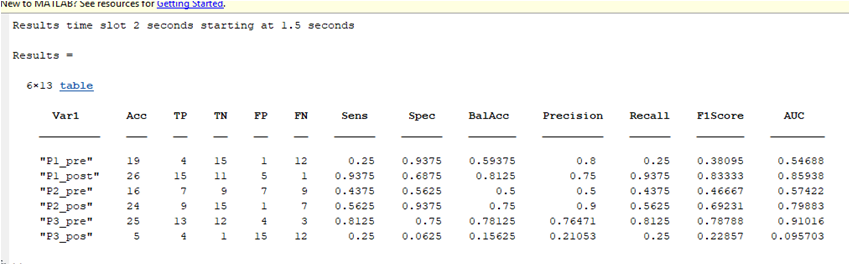 New to MATLAB? See resources for Getting Started.
Results time slot 2 seconds starting at 1.5 seconds
Results =
6×13 table
Var1 Acc TP TN FP FN Sens Spec BalAcc Precision Recall F1Score AUC
"P1_pre" 19 4 15 1 12 0.25 0.9375 0.59375 0.8 0.25 0.38095 0.54688
"P1_post" 26 15 11 5 1 0.9375 0.6875 0.8125 0.75 0.9375 0.83333 0.85938
"P2_pre" 16 7 9 7 9 0.4375 0.5625 0.5 0.5 0.4375 0.46667 0.57422
"P2_pos" 24 9 15 1 7 0.5625 0.9375 0.75 0.9 0.5625 0.69231 0.79883
"P3_pre" 25 13 12 4 3 0.8125 0.75 0.78125 0.76471 0.8125 0.78788 0.91016
"P3_pos" 5 4 1 15 12 0.25 0.0625 0.15625 0.21053 0.25 0.22857 0.095703